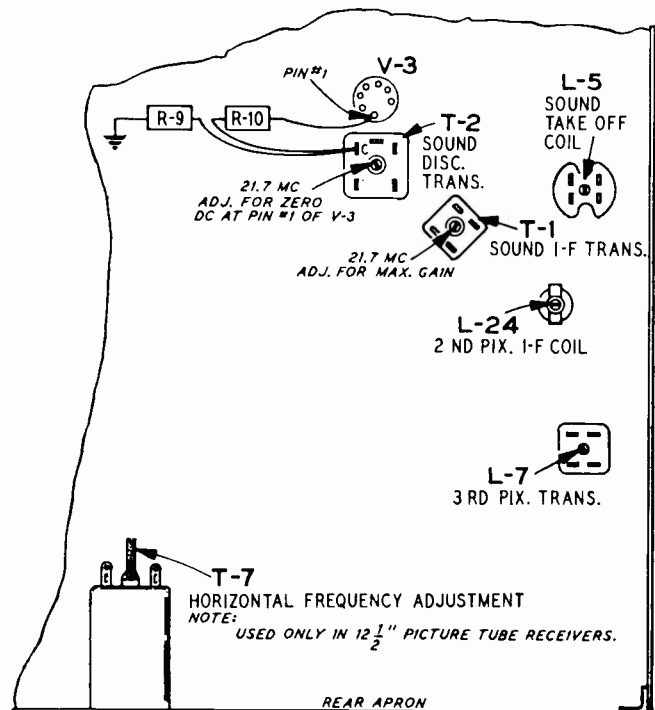 PIN #1
V-3
R-9
R-10
C
T-2
SOUND
DISC.
TRANS.
L-5
SOUND
TAKE OFF
COIL
21.7 MC
ADJ. FOR ZERO
DC AT PIN #1 OF V-3
T-1
SOUND I-F TRANS.
21.7 MC
ADJ. FOR MAX. GAIN
L-24
2 ND PIX. I-F COIL
L-7
3 RD PIX. TRANS.
T-7
HORIZONTAL FREQUENCY ADJUSTMENT
NOTE:
USED ONLY IN 12 1/2" PICTURE TUBE RECEIVERS.
REAR APRON